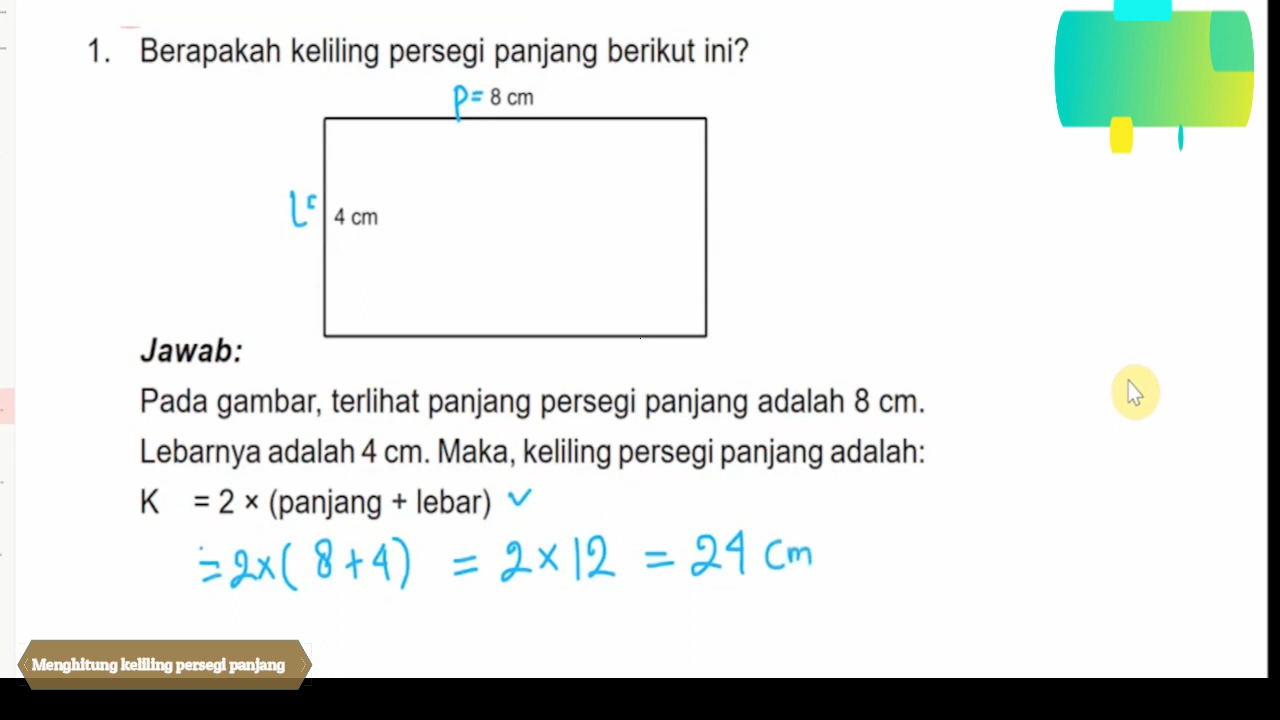 1. Berapakah keliling persegi panjang berikut ini?
p= 8 cm
l= 4 cm
Jawab:
Pada gambar, terlihat panjang persegi panjang adalah 8 cm.
Lebarnya adalah 4 cm. Maka, keliling persegi panjang adalah:
K = 2 × (panjang + lebar) ✓
= 2×( 8+4) = 2×12 = 24 cm
Menghitung keliling persegi panjang